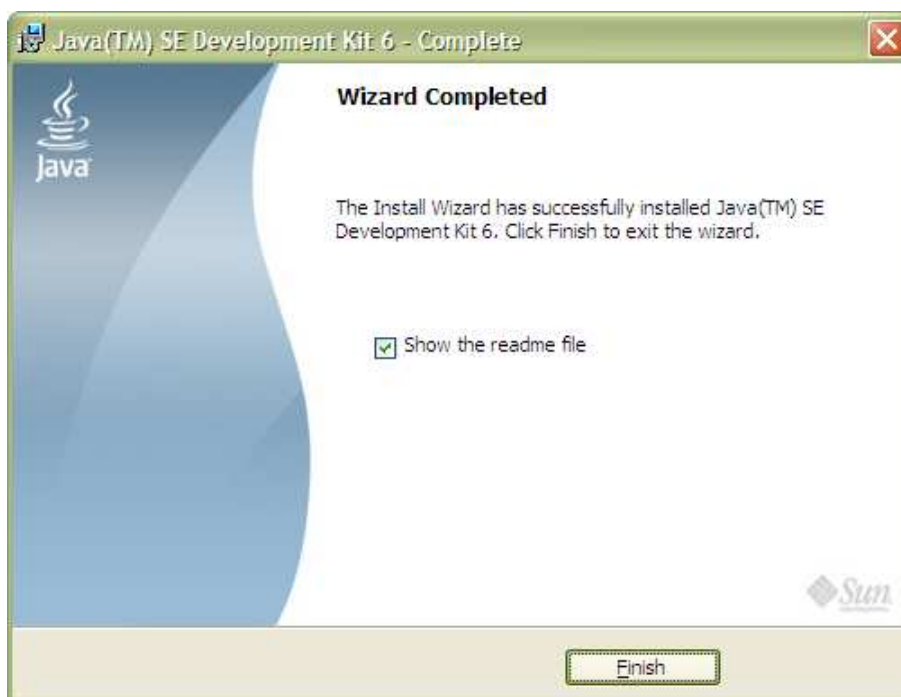 Java(TM) SE Development Kit 6 - Complete
Java
Wizard Completed
The Install Wizard has successfully installed Java(TM) SE
Development Kit 6. Click Finish to exit the wizard.
Show the readme file
Sun
Finish